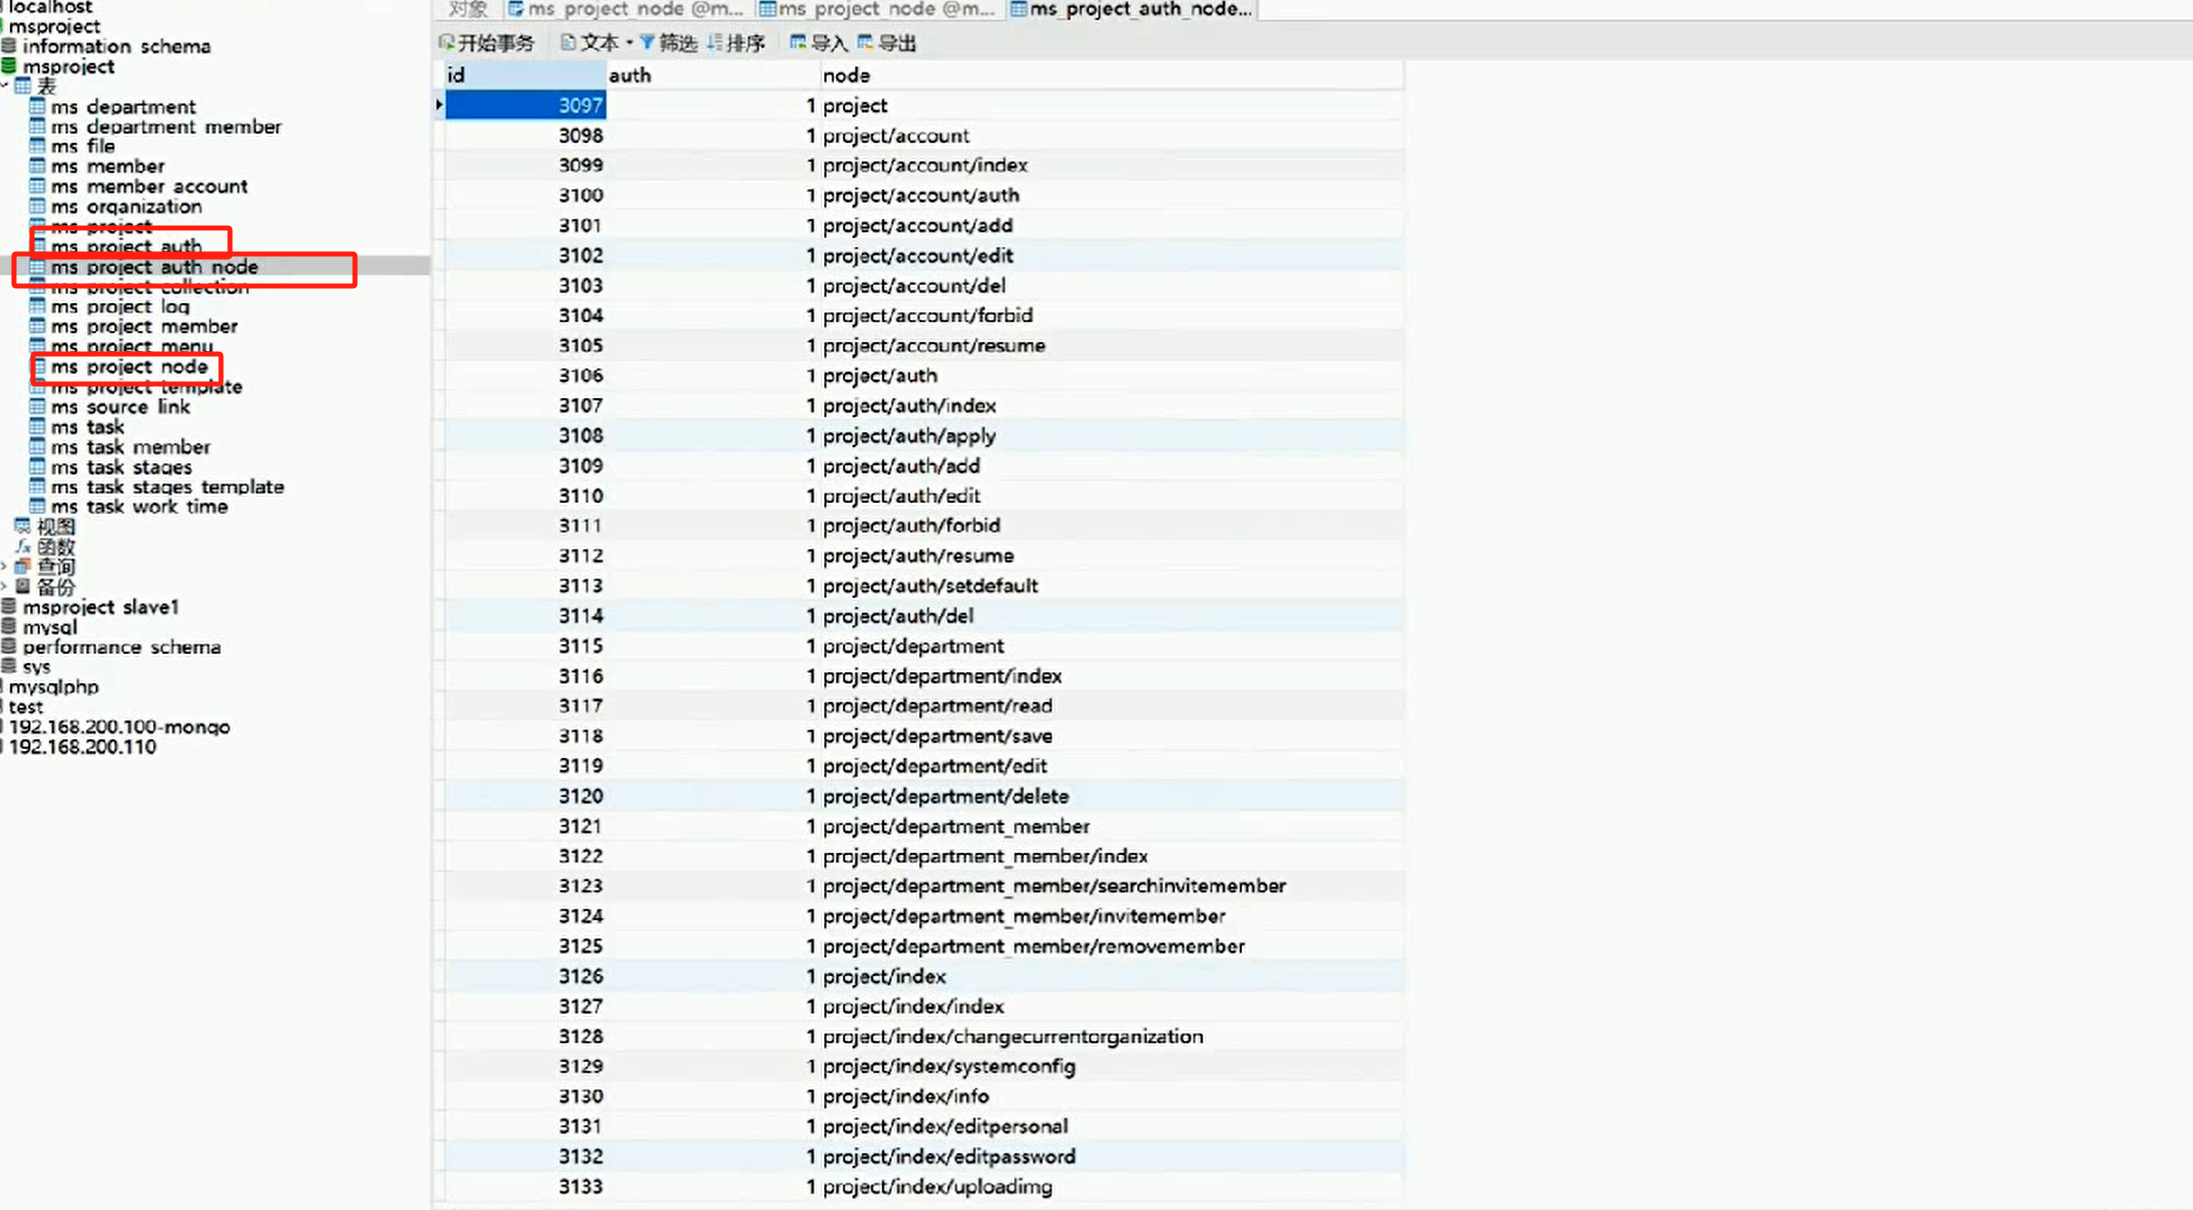 localhost
msproject
information_schema
msproject
表
ms_department
ms_department_member
ms_file
ms_member
ms_member_account
ms_organization
ms_project
ms_project_auth
ms_project_auth_node
ms_project_collection
ms_project_log
ms_project_member
ms_project_menu
ms_project_node
ms_project_template
ms_source_link
ms_task
ms_task_member
ms_task_stages
ms_task_stages_template
ms_task_work_time
视图
函数
查询
备份
msproject_slave1
mysql
performance_schema
sys
mysqlphp
test
192.168.200.100-mongo
192.168.200.110
对象 ms_project_node @m... ms_project_node @m... ms_project_auth_node...
开始事务 文本 筛选 排序 导入 导出
id auth node
3097 1 project
3098 1 project/account
3099 1 project/account/index
3100 1 project/account/auth
3101 1 project/account/add
3102 1 project/account/edit
3103 1 project/account/del
3104 1 project/account/forbid
3105 1 project/account/resume
3106 1 project/auth
3107 1 project/auth/index
3108 1 project/auth/apply
3109 1 project/auth/add
3110 1 project/auth/edit
3111 1 project/auth/forbid
3112 1 project/auth/resume
3113 1 project/auth/setdefault
3114 1 project/auth/del
3115 1 project/department
3116 1 project/department/index
3117 1 project/department/read
3118 1 project/department/save
3119 1 project/department/edit
3120 1 project/department/delete
3121 1 project/department_member
3122 1 project/department_member/index
3123 1 project/department_member/searchinvitemember
3124 1 project/department_member/invitemember
3125 1 project/department_member/removemember
3126 1 project/index
3127 1 project/index/index
3128 1 project/index/changecurrentorganization
3129 1 project/index/systemconfig
3130 1 project/index/info
3131 1 project/index/editpersonal
3132 1 project/index/editpassword
3133 1 project/index/uploadimg